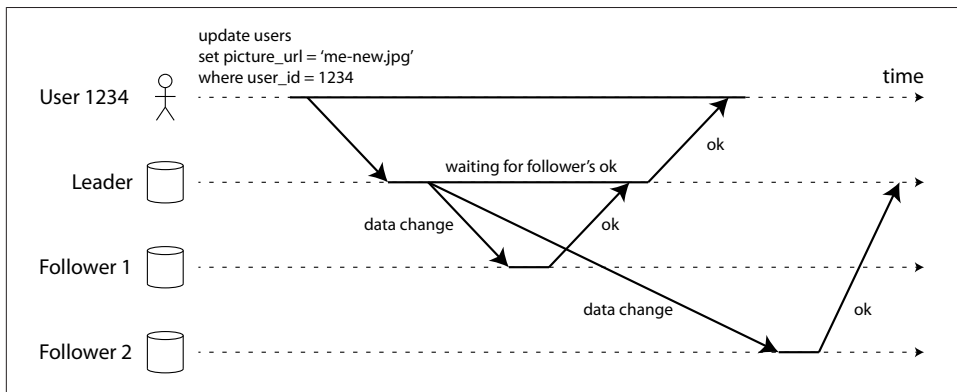 update users
set picture_url = ‘me-new.jpg’
where user_id = 1234
time
User 1234
ok
waiting for follower’s ok
Leader
data change
ok
Follower 1
data change
ok
Follower 2